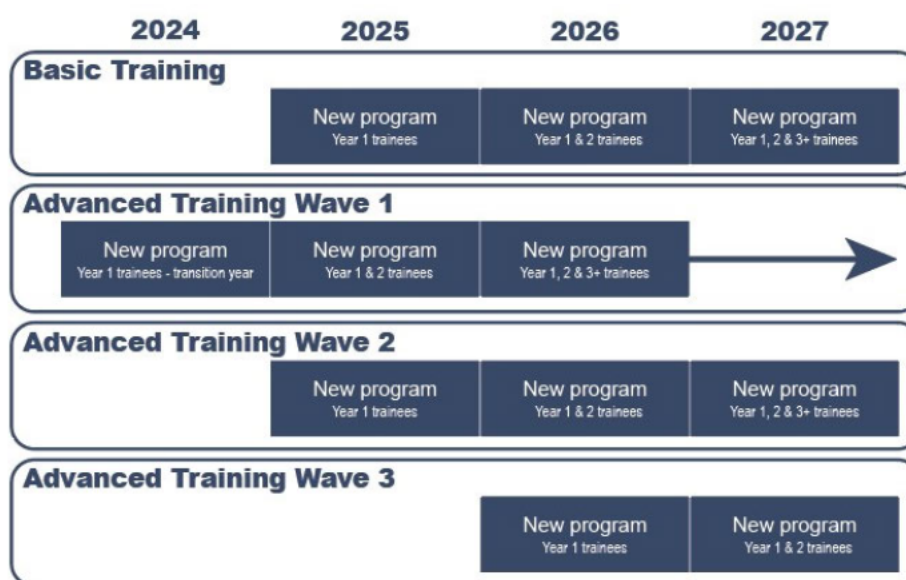 2024 2025 2026 2027
Basic Training
New program New program New program
Year 1 trainees Year 1 & 2 trainees Year 1, 2 & 3+ trainees
Advanced Training Wave 1
New program New program New program
Year 1 trainees - transition year Year 1 & 2 trainees Year 1, 2 & 3+ trainees
Advanced Training Wave 2
New program New program New program
Year 1 trainees Year 1 & 2 trainees Year 1, 2 & 3+ trainees
Advanced Training Wave 3
New program New program
Year 1 trainees Year 1 & 2 trainees